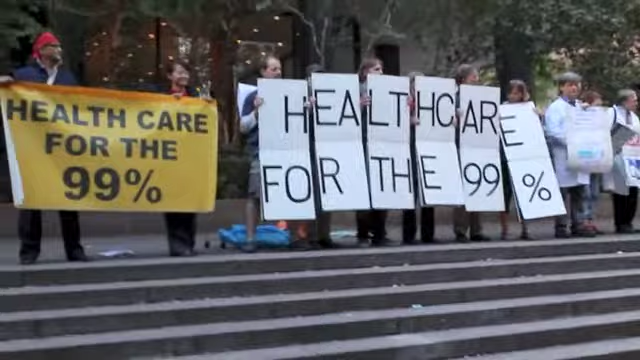 HEALTH CARE
FOR THE
99%
HEALTHCARE
FOR THE 99%